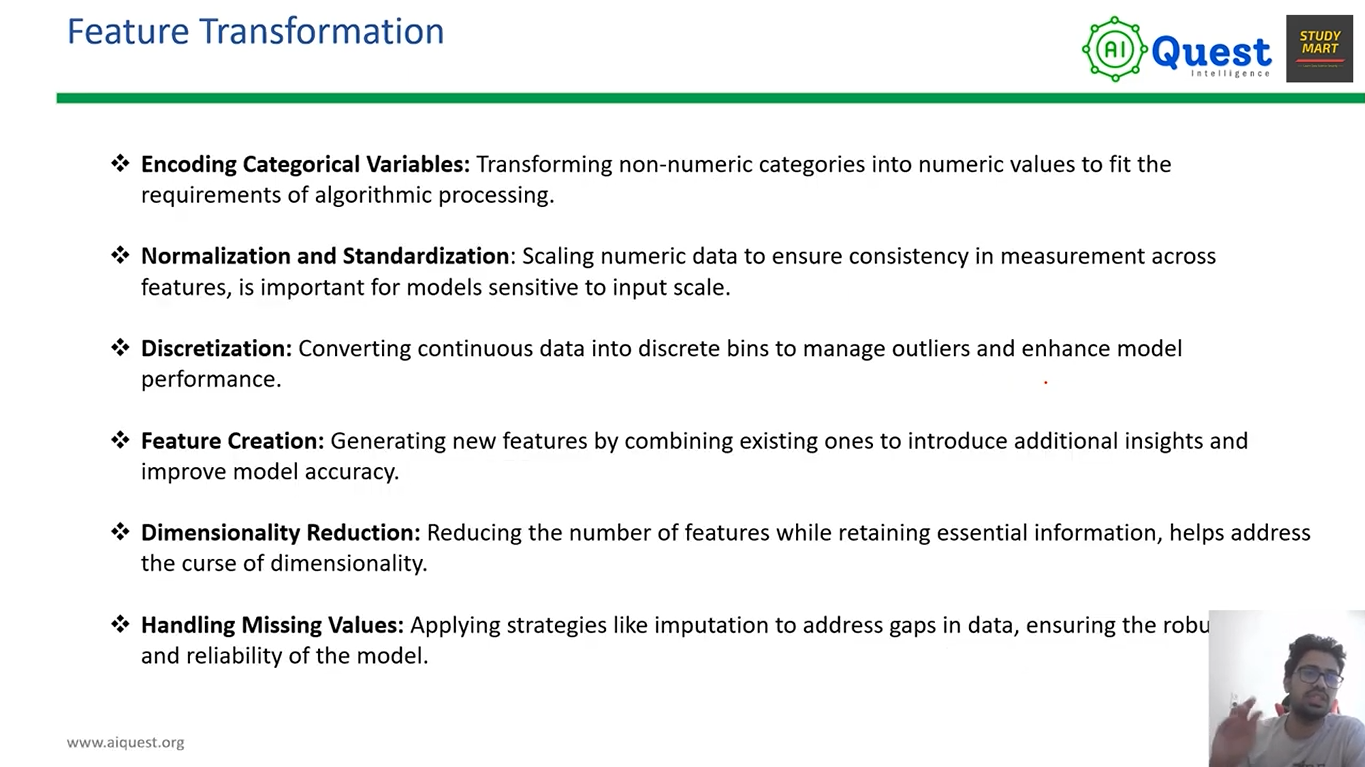 Feature Transformation
AI Quest
Intelligence
STUDY
MART
❖ Encoding Categorical Variables: Transforming non-numeric categories into numeric values to fit the
requirements of algorithmic processing.
❖ Normalization and Standardization: Scaling numeric data to ensure consistency in measurement across
features, is important for models sensitive to input scale.
❖ Discretization: Converting continuous data into discrete bins to manage outliers and enhance model
performance.
❖ Feature Creation: Generating new features by combining existing ones to introduce additional insights and
improve model accuracy.
❖ Dimensionality Reduction: Reducing the number of features while retaining essential information, helps address
the curse of dimensionality.
❖ Handling Missing Values: Applying strategies like imputation to address gaps in data, ensuring the robu
and reliability of the model.
www.aiquest.org